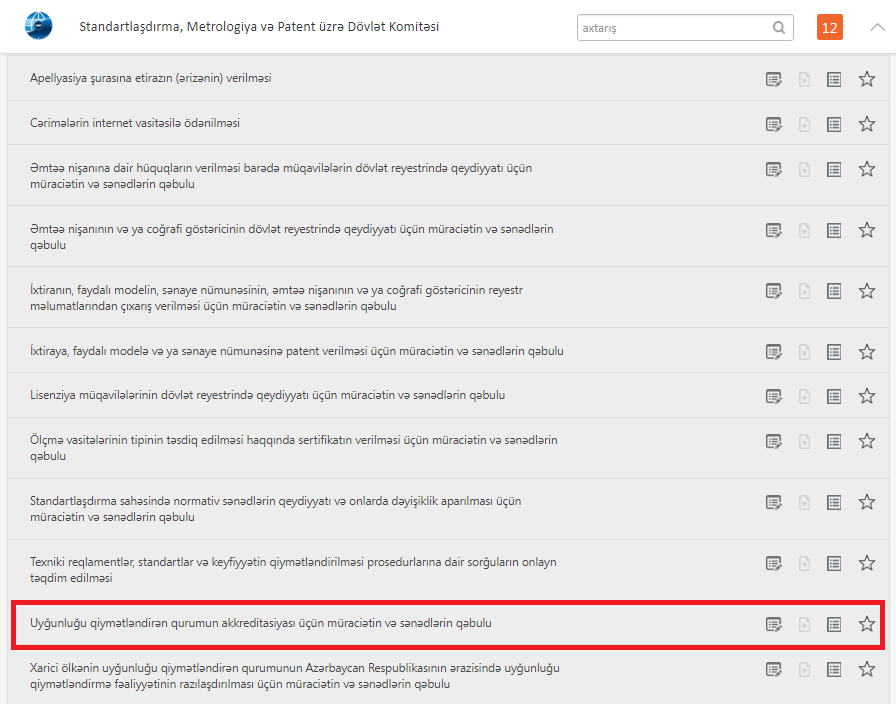 Standartlaşdırma, Metrologiya və Patent üzrə Dövlət Komitəsi
axtarış
12
Apellyasiya şurasına etirazın (ərizənin) verilməsi
Cərimələrin internet vasitəsilə ödənilməsi
Əmtəə nişanına dair hüquqların verilməsi barədə müqavilələrin dövlət reyestrində qeydiyyatı üçün
müraciətin və sənədlərin qəbulu
Əmtəə nişanının və ya coğrafi göstəricinin dövlət reyestrində qeydiyyatı üçün müraciətin və sənədlərin
qəbulu
İxtiranın, faydalı modelin, sənaye nümunəsinin, əmtəə nişanının və ya coğrafi göstəricinin reyestr
məlumatlarından çıxarış verilməsi üçün müraciətin və sənədlərin qəbulu
İxtiraya, faydalı modelə və ya sənaye nümunəsinə patent verilməsi üçün müraciətin və sənədlərin qəbulu
Lisenziya müqavilələrinin dövlət reyestrində qeydiyyatı üçün müraciətin və sənədlərin qəbulu
Ölçmə vasitələrinin tipinin təsdiq edilməsi haqqında sertifikatın verilməsi üçün müraciətin və sənədlərin
qəbulu
Standartlaşdırma sahəsində normativ sənədlərin qeydiyyatı və onlarda dəyişiklik aparılması üçün
müraciətin və sənədlərin qəbulu
Texniki reqlamentlər, standartlar və keyfiyyətin qiymətləndirilməsi prosedurlarına dair sorğuların onlayn
təqdim edilməsi
Uyğunluğu qiymətləndirən qurumun akkreditasiyası üçün müraciətin və sənədlərin qəbulu
Xarici ölkənin uyğunluğu qiymətləndirən qurumunun Azərbaycan Respublikasının ərazisində uyğunluğu
qiymətləndirmə fəaliyyətinin razılaşdırılması üçün müraciətin və sənədlərin qəbulu